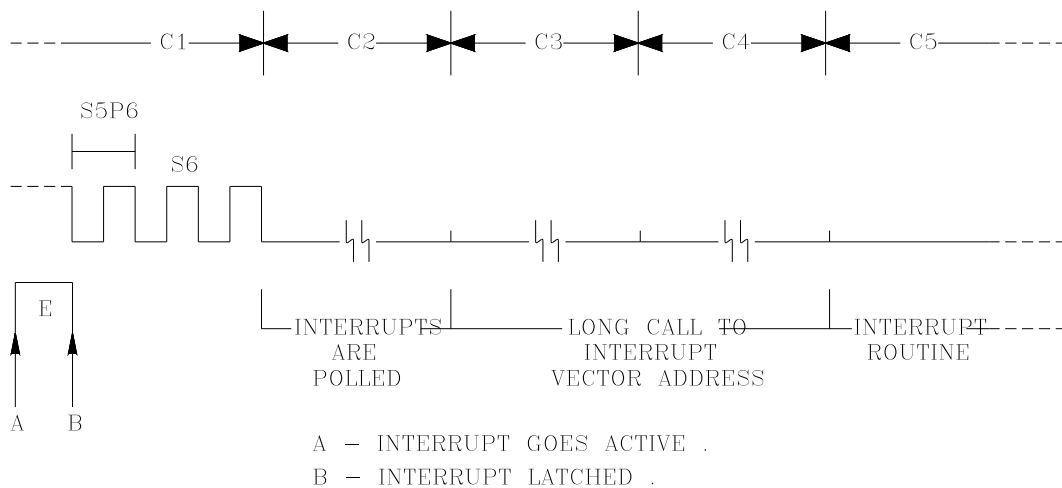 C1 C2 C3 C4 C5
S5P6
S6
E
INTERRUPTS ARE POLLED
LONG CALL TO INTERRUPT VECTOR ADDRESS
INTERRUPT ROUTINE
A B
A – INTERRUPT GOES ACTIVE .
B – INTERRUPT LATCHED .